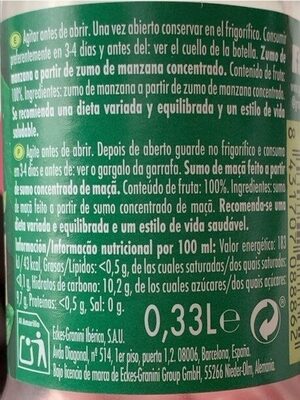 E Agitar antes de abrir. Una vez abierto conservar en el frigorífico. Consumir
preferentemente en 3-4 días y antes del: ver el cuello de la botella. Zumo de
manzana a partir de zumo de manzana concentrado. Contenido de fruta:
100%. Ingredientes: zumo de manzana a partir de zumo de manzana concentrado.
Se recomienda una dieta variada y equilibrada y un estilo de vida
saludable.
Agite antes de abrir. Depois de aberto guarde no frigorífico e consuma
em 3-4 dias e antes de: ver o gargalo da garrafa. Sumo de maçã feito a partir
de sumo concentrado de maçã. Conteúdo de fruta: 100%. Ingredientes: sumo
de maçã feito a partir de sumo concentrado de maçã. Recomenda-se uma
dieta variada e equilibrada e um estilo de vida saudável.
Información/Informação nutricional por 100 ml: Valor energético: 183
kJ/43 kcal, Grasas/Lípidos: <0,5 g, de las cuales saturadas/dos quais saturados:
<0,1 g, Hidratos de carbono: 10,2 g, de los cuales azúcares/dos quais açúcares:
9,7 g, Proteínas: <0,5 g, Sal: 0 g.
0,33L e
Eckes-Granini Ibérica, S.A.U.
Avda Diagonal, nº 514, 1er piso, puerta 1,2. 08006, Barcelona, España.
Bajo licencia de marca de Eckes-Granini Group GmbH, 55266 Nieder-Olm, Alemania.